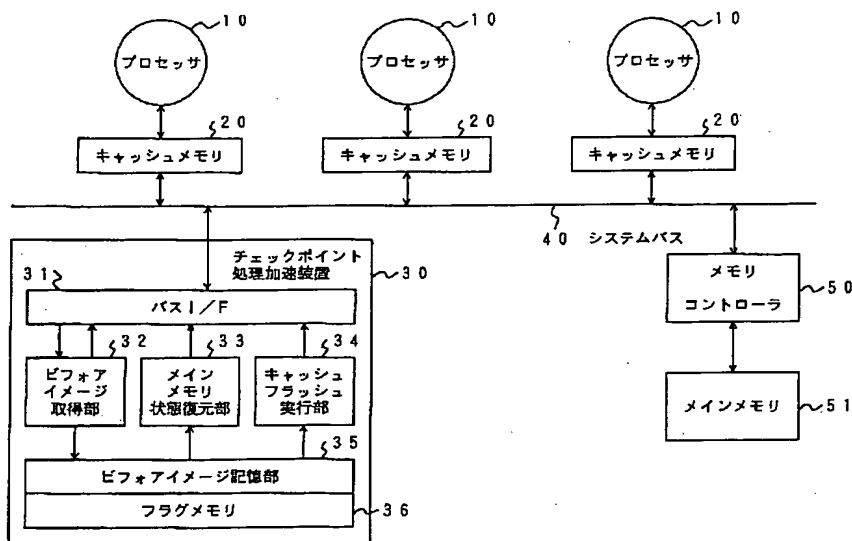 10
10
10
プロセッサ
プロセッサ
プロセッサ
20
20
20
キャッシュメモリ
キャッシュメモリ
キャッシュメモリ
40 システムバス
チェックポイント
処理加速装置
30
31
バスI/F
32
33
34
ビフォア
イメージ
取得部
メイン
メモリ
状態復元部
キャッシュ
フラッシュ
実行部
35
ビフォアイメージ記憶部
フラグメモリ
36
メモリ
コントローラ
50
メインメモリ
51